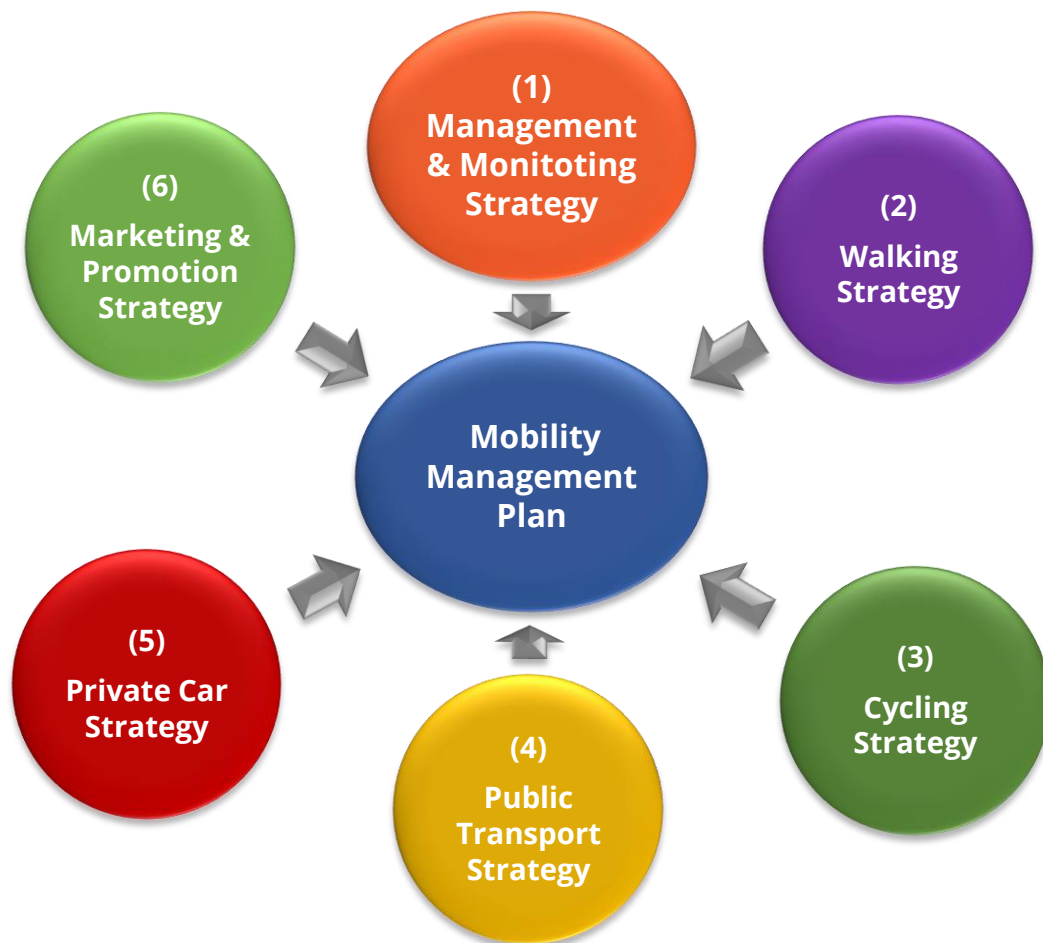 (1)
Management
& Monitoting
Strategy
(2)
Walking
Strategy
(3)
Cycling
Strategy
(4)
Public
Transport
Strategy
(5)
Private Car
Strategy
(6)
Marketing &
Promotion
Strategy
Mobility
Management
Plan